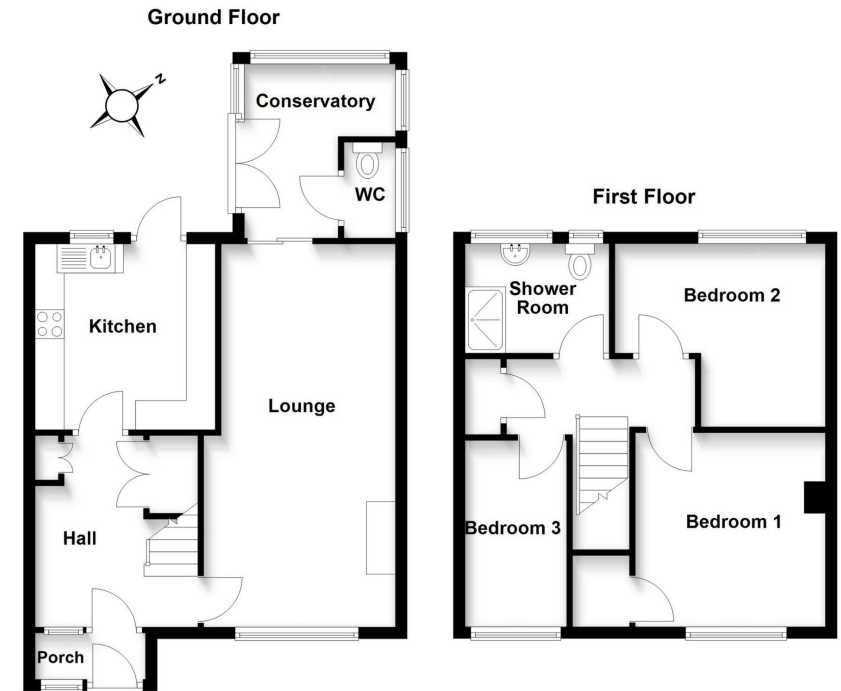 Ground Floor
N
Conservatory
WC
Kitchen
Lounge
Hall
Porch
First Floor
Shower
Room
Bedroom 2
Bedroom 3
Bedroom 1